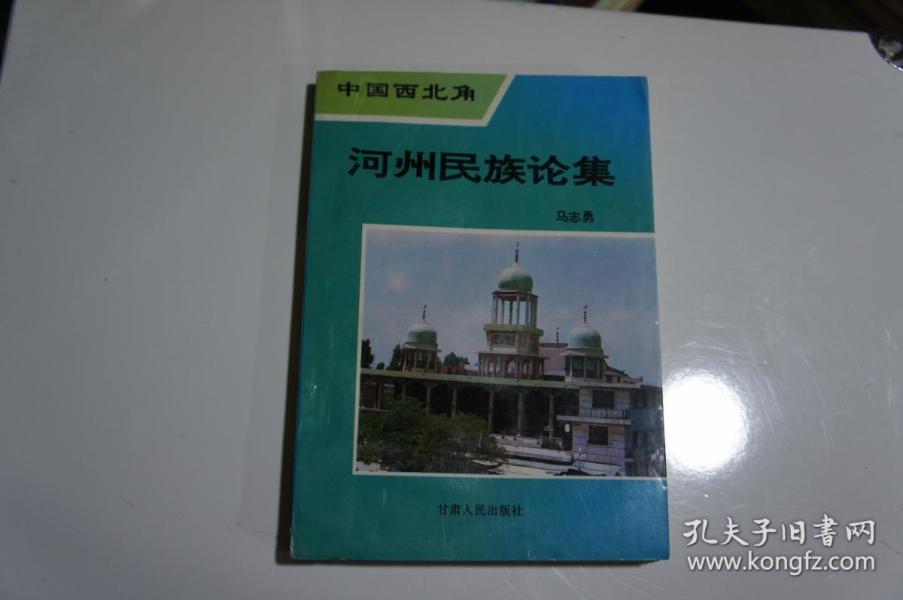 中国西北角
河州民族论集
马志勇
甘肃人民出版社
孔夫子旧书网
www.kongfz.com